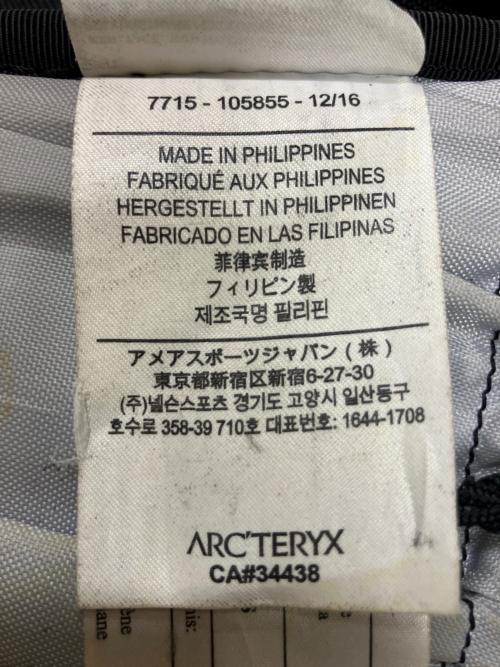 7715 - 105855 - 12/16
MADE IN PHILIPPINES
FABRIQUÉ AUX PHILIPPINES
HERGESTELLT IN PHILIPPINEN
FABRICADO EN LAS FILIPINAS
菲律宾制造
フィリピン製
제조국명 필리핀
アメアスポーツジャパン（株）
東京都新宿区新宿6-27-30
(주)넬슨스포츠 경기도 고양시 일산동구
호수로 358-39 710호 대표번호: 1644-1708
ARC'TERYX
CA#34438